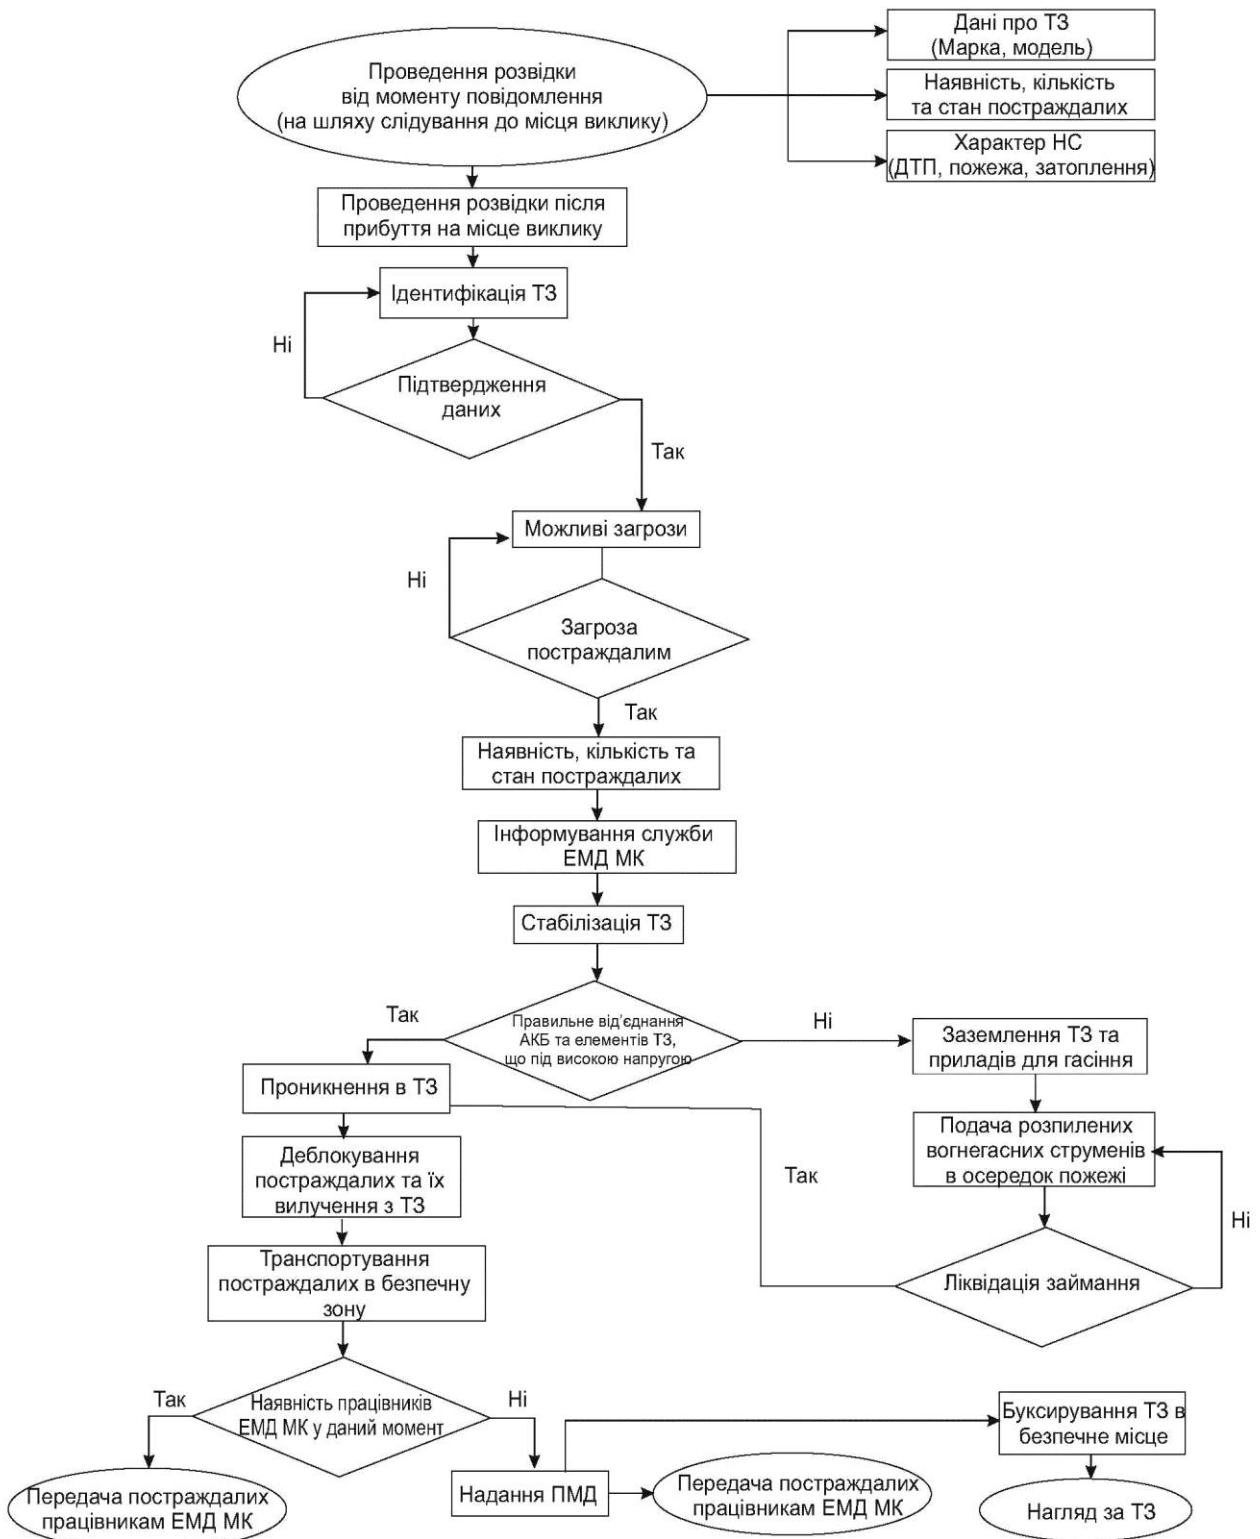 Проведення розвідки
від моменту повідомлення
(на шляху слідування до місця виклику)
Дані про ТЗ
(Марка, модель)
Наявність, кількість
та стан постраждалих
Характер НС
(ДТП, пожежа, затоплення)
Проведення розвідки після
прибуття на місце виклику
Ідентифікація ТЗ
Ні
Підтвердження
даних
Так
Можливі загрози
Ні
Загроза
постраждалим
Так
Наявність, кількість та
стан постраждалих
Інформування служби
ЕМД МК
Стабілізація ТЗ
Так
Правильне від’єднання
АКБ та елементів ТЗ,
що під високою напругою
Ні
Заземлення ТЗ та
приладів для гасіння
Проникнення в ТЗ
Подача розпилених
вогнегасних струменів
в осередок пожежі
Деблокування
постраждалих та їх
вилучення з ТЗ
Так
Ні
Транспортування
постраждалих в безпечну
зону
Ліквідація займання
Так
Наявність працівників
ЕМД МК у даний момент
Ні
Буксирування ТЗ в
безпечне місце
Передача постраждалих
працівникам ЕМД МК
Надання ПМД
Передача постраждалих
працівникам ЕМД МК
Нагляд за ТЗ